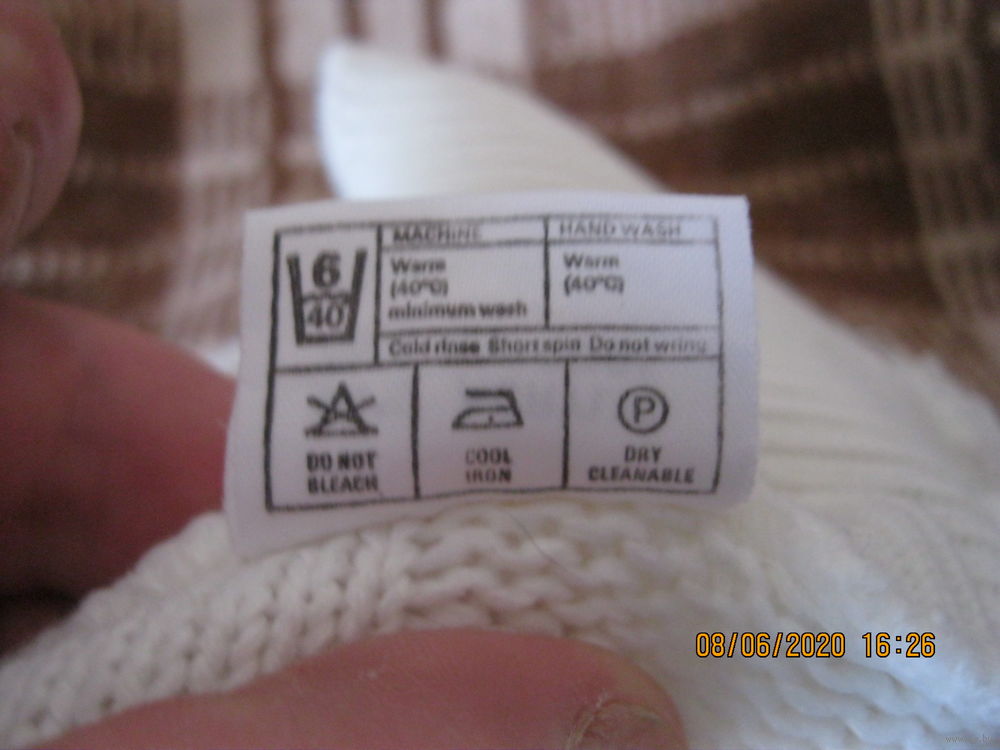 MACHINE
HAND WASH
6
40
Warm
(40°C)
minimum wash
Warm
(40°C)
Cold rinse Short spin Do not wring
A
P
DO NOT
BLEACH
COOL
IRON
DRY
CLEANABLE
08/06/2020 16:26